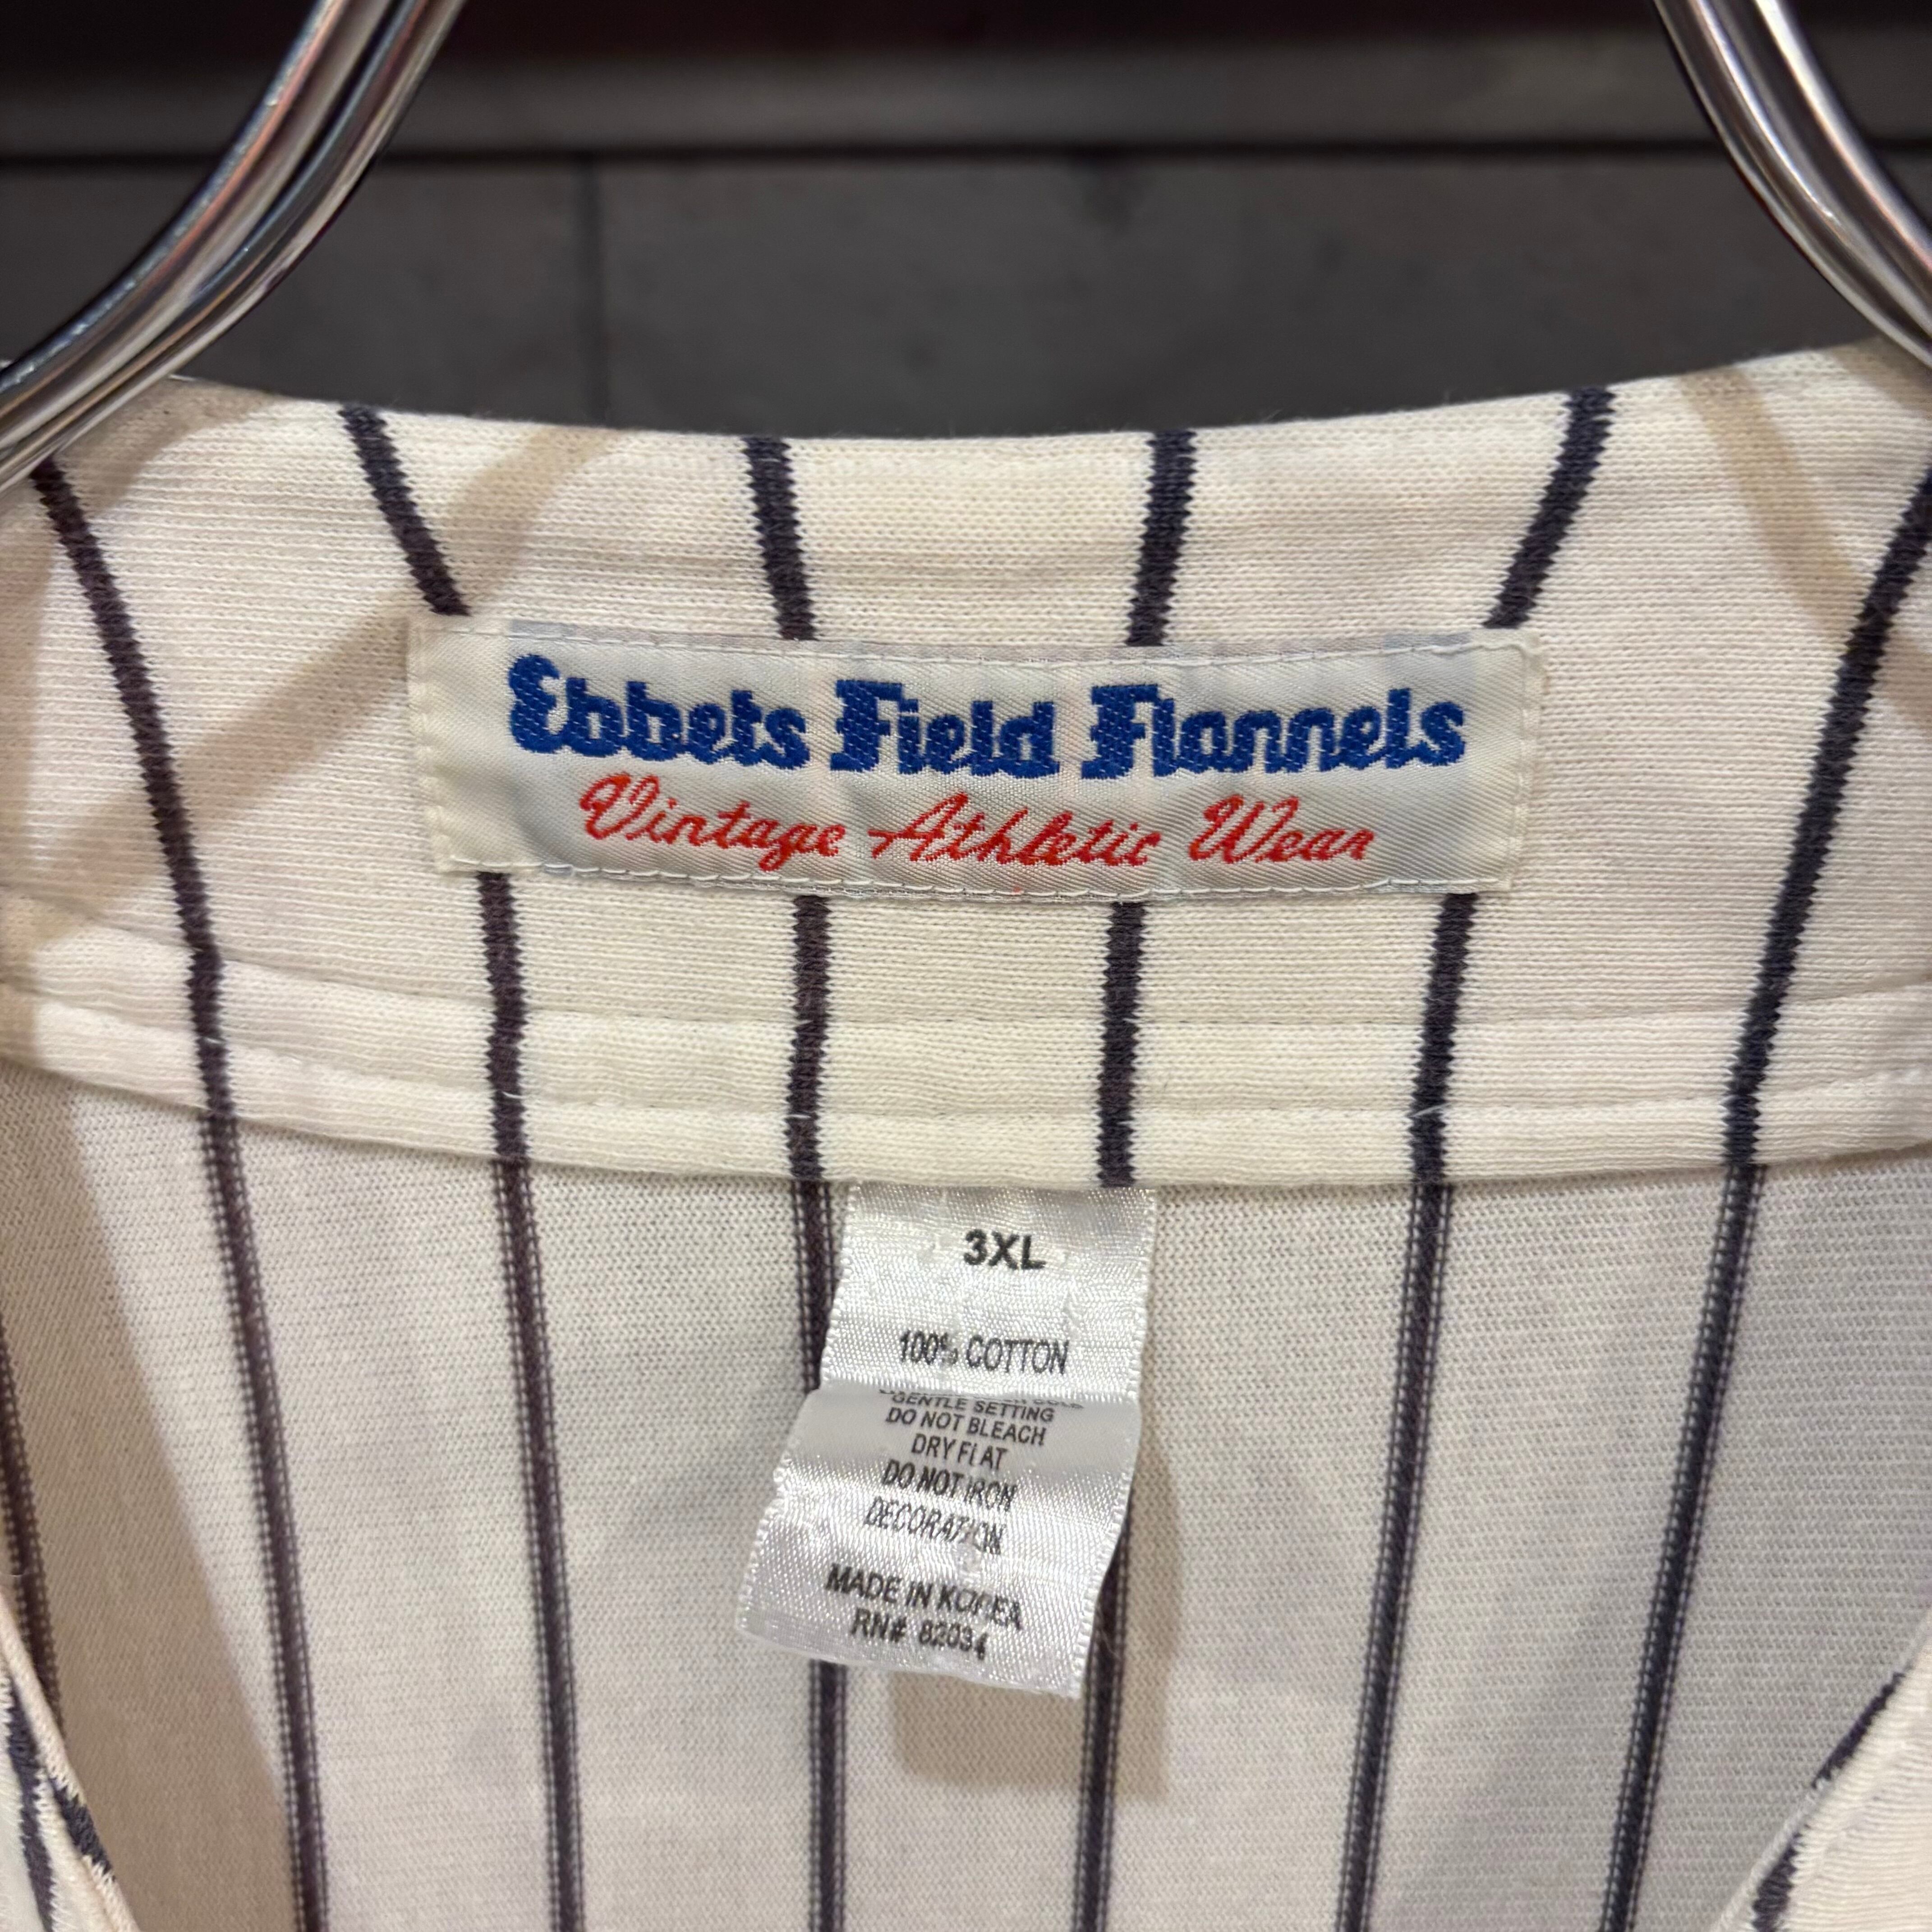 Ebbets Field Flannels
Vintage Athletic Wear
3XL
100% COTTON
GENTLE SETTING
DO NOT BLEACH
DRY FLAT
DO NOT IRON
DECORATION
MADE IN KOREA
RN# 82034